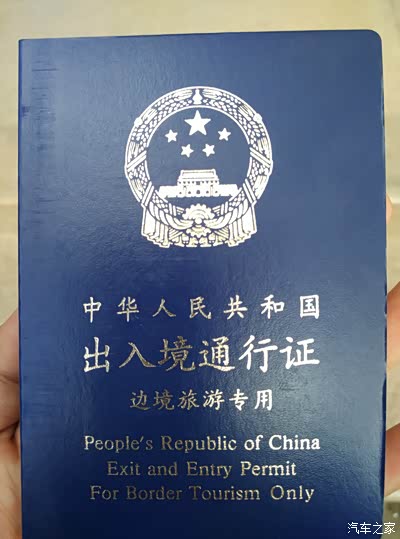 中华人民共和国
出入境通行证
边境旅游专用
People's Republic of China
Exit and Entry Permit
For Border Tourism Only
汽车之家